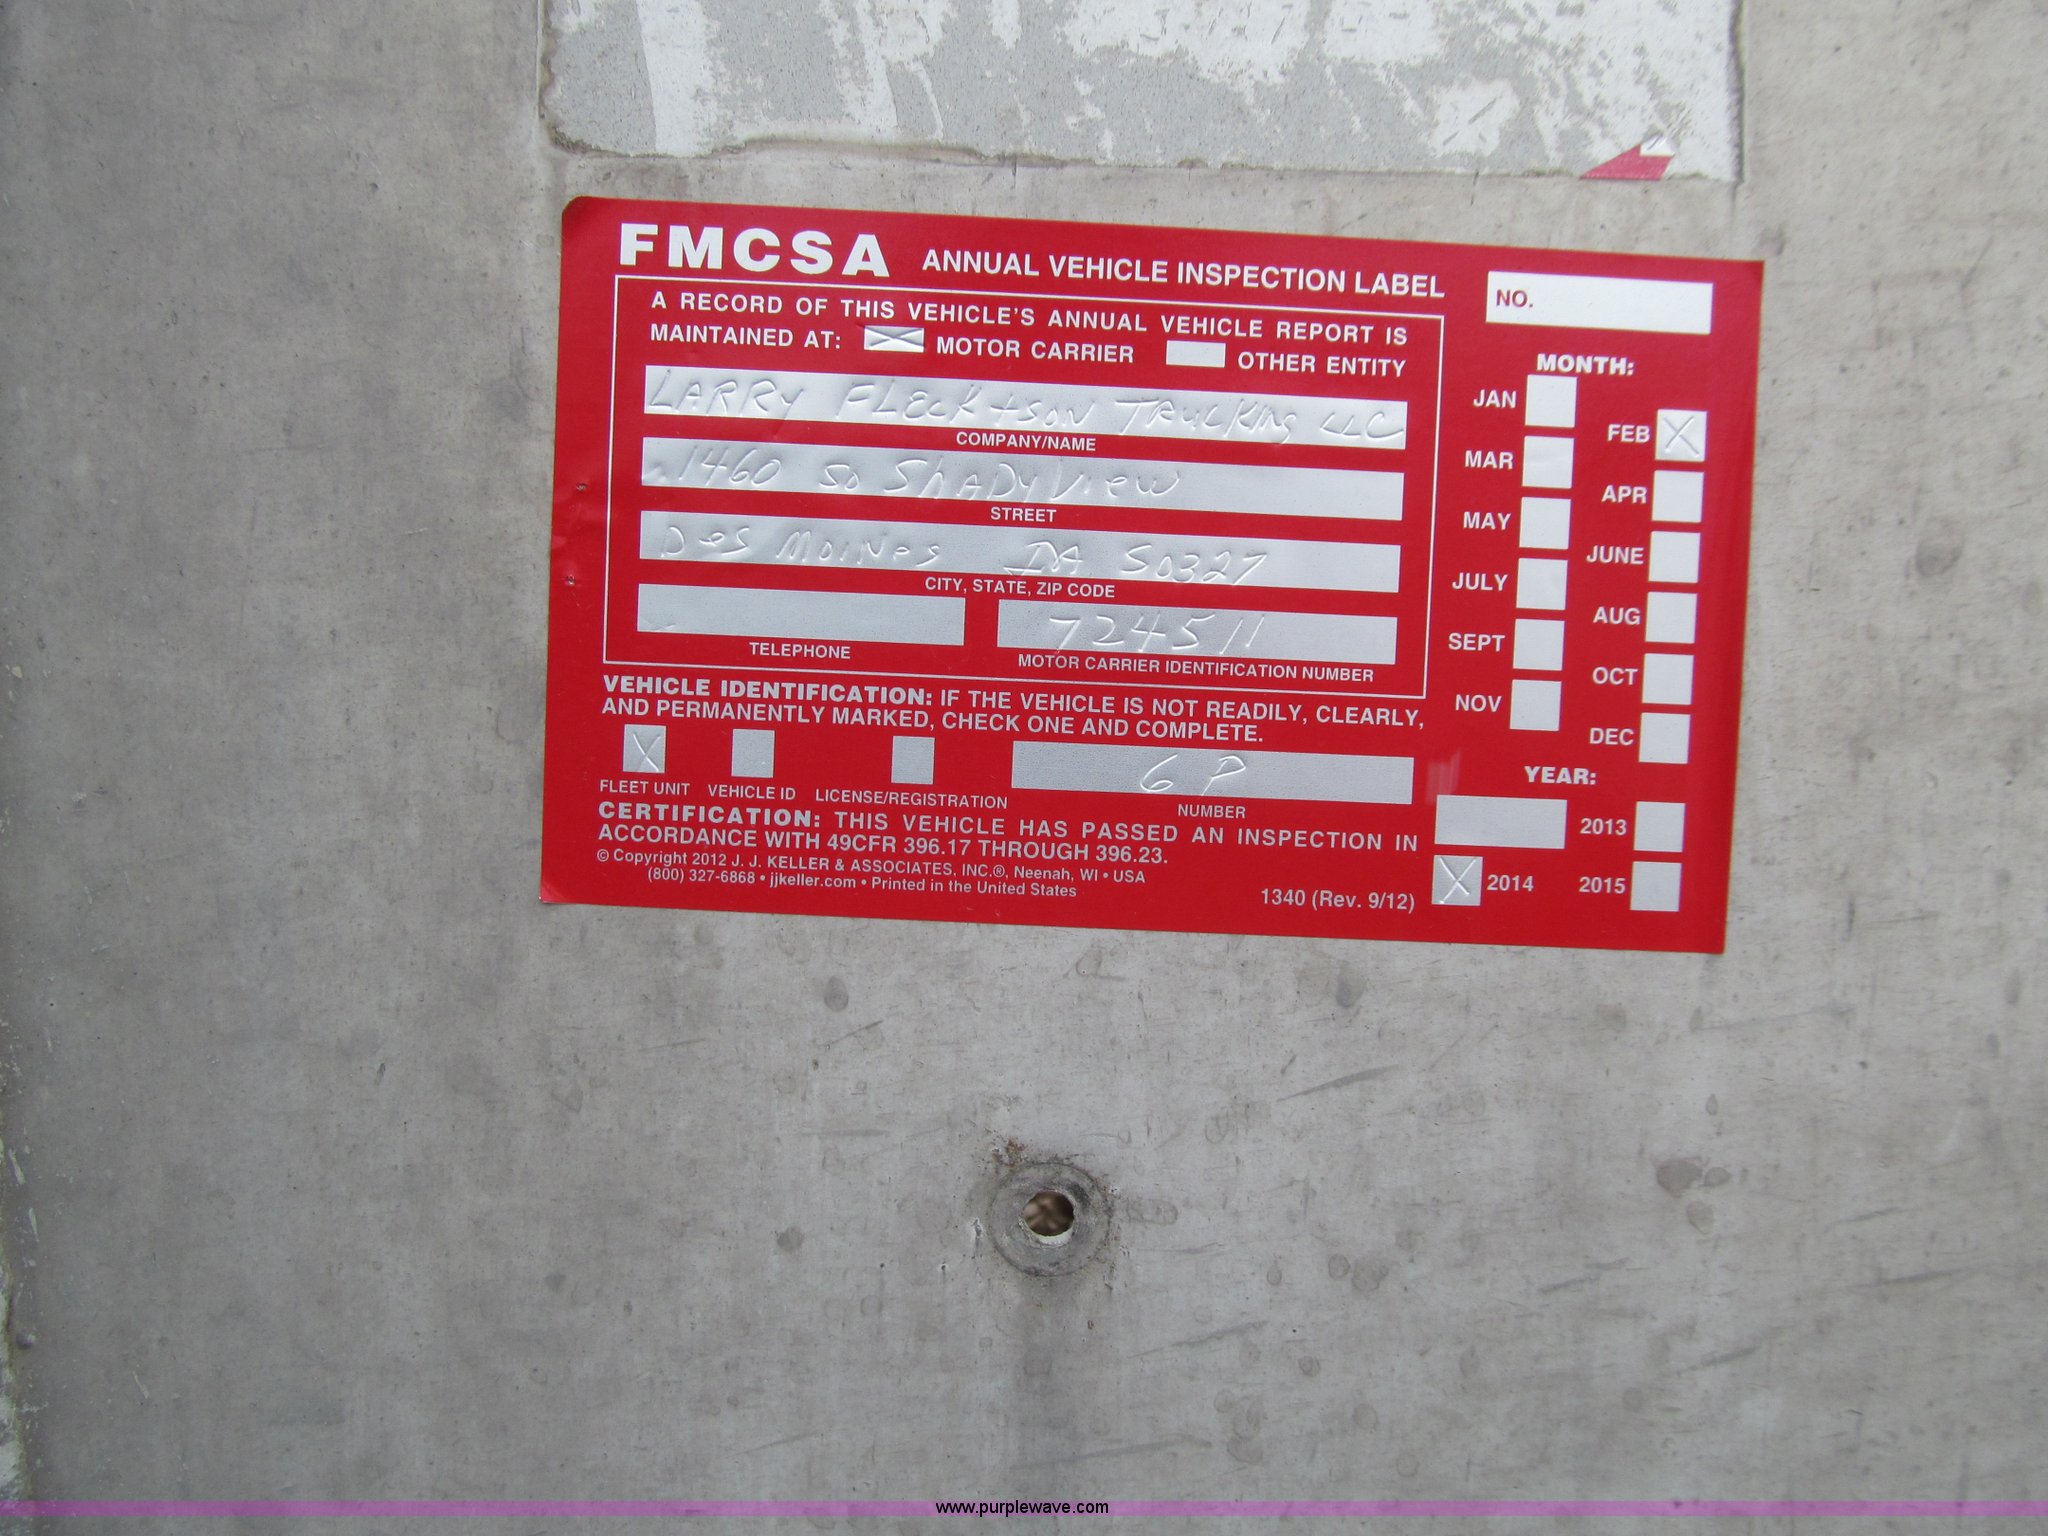 FMCSA ANNUAL VEHICLE INSPECTION LABEL
NO.
A RECORD OF THIS VEHICLE'S ANNUAL VEHICLE REPORT IS
MAINTAINED AT: X MOTOR CARRIER OTHER ENTITY
LARRY FLECK & SON TRUCKING LLC
COMPANY/NAME
1460 SO SHADYVIEW
STREET
Des Moines IA 50327
CITY, STATE, ZIP CODE
724511
TELEPHONE MOTOR CARRIER IDENTIFICATION NUMBER
VEHICLE IDENTIFICATION: IF THE VEHICLE IS NOT READILY, CLEARLY,
AND PERMANENTLY MARKED, CHECK ONE AND COMPLETE.
X 6 P
FLEET UNIT VEHICLE ID LICENSE/REGISTRATION NUMBER
CERTIFICATION: THIS VEHICLE HAS PASSED AN INSPECTION IN
ACCORDANCE WITH 49CFR 396.17 THROUGH 396.23.
© Copyright 2012 J. J. KELLER & ASSOCIATES, INC.®, Neenah, WI • USA
(800) 327-6868 • jjkeller.com • Printed in the United States
1340 (Rev. 9/12)
MONTH:
JAN
FEB X
MAR
APR
MAY
JUNE
JULY
AUG
SEPT
OCT
NOV
DEC
YEAR:
2013
X 2014 2015
www.purplewave.com